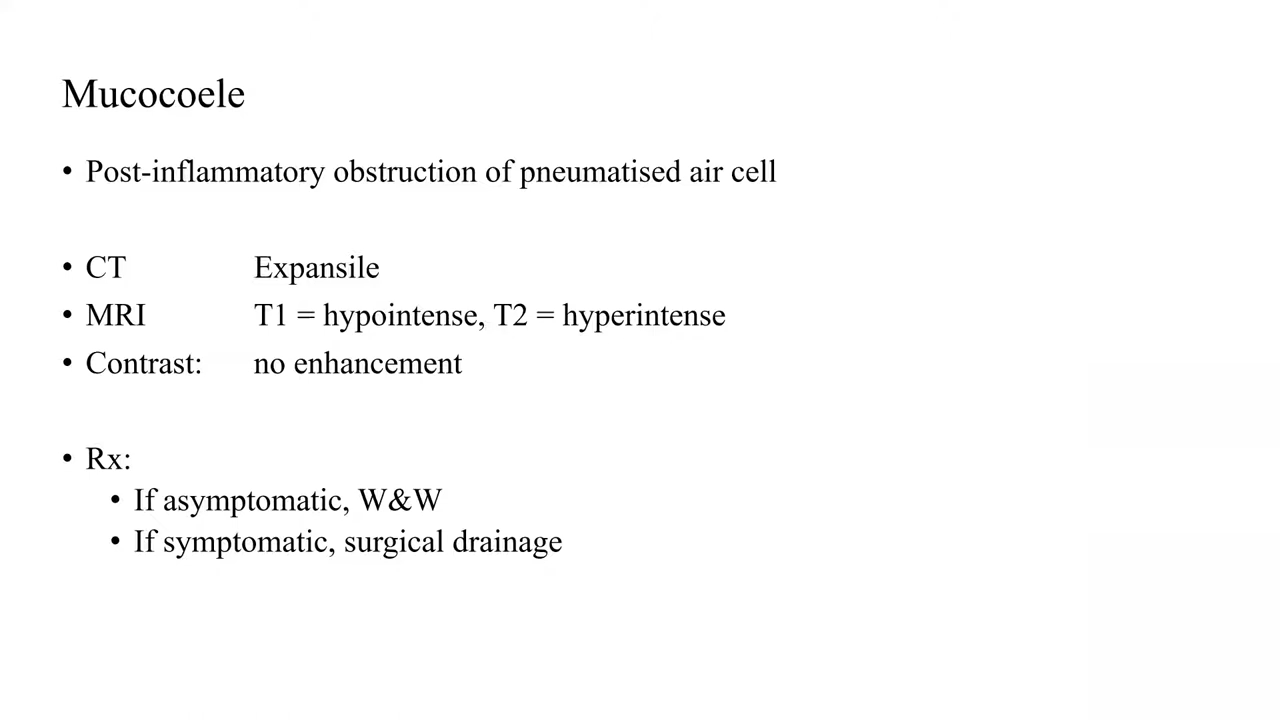 Mucocoele
• Post-inflammatory obstruction of pneumatised air cell
• CT Expansile
• MRI T1 = hypointense, T2 = hyperintense
• Contrast: no enhancement
• Rx:
• If asymptomatic, W&W
• If symptomatic, surgical drainage